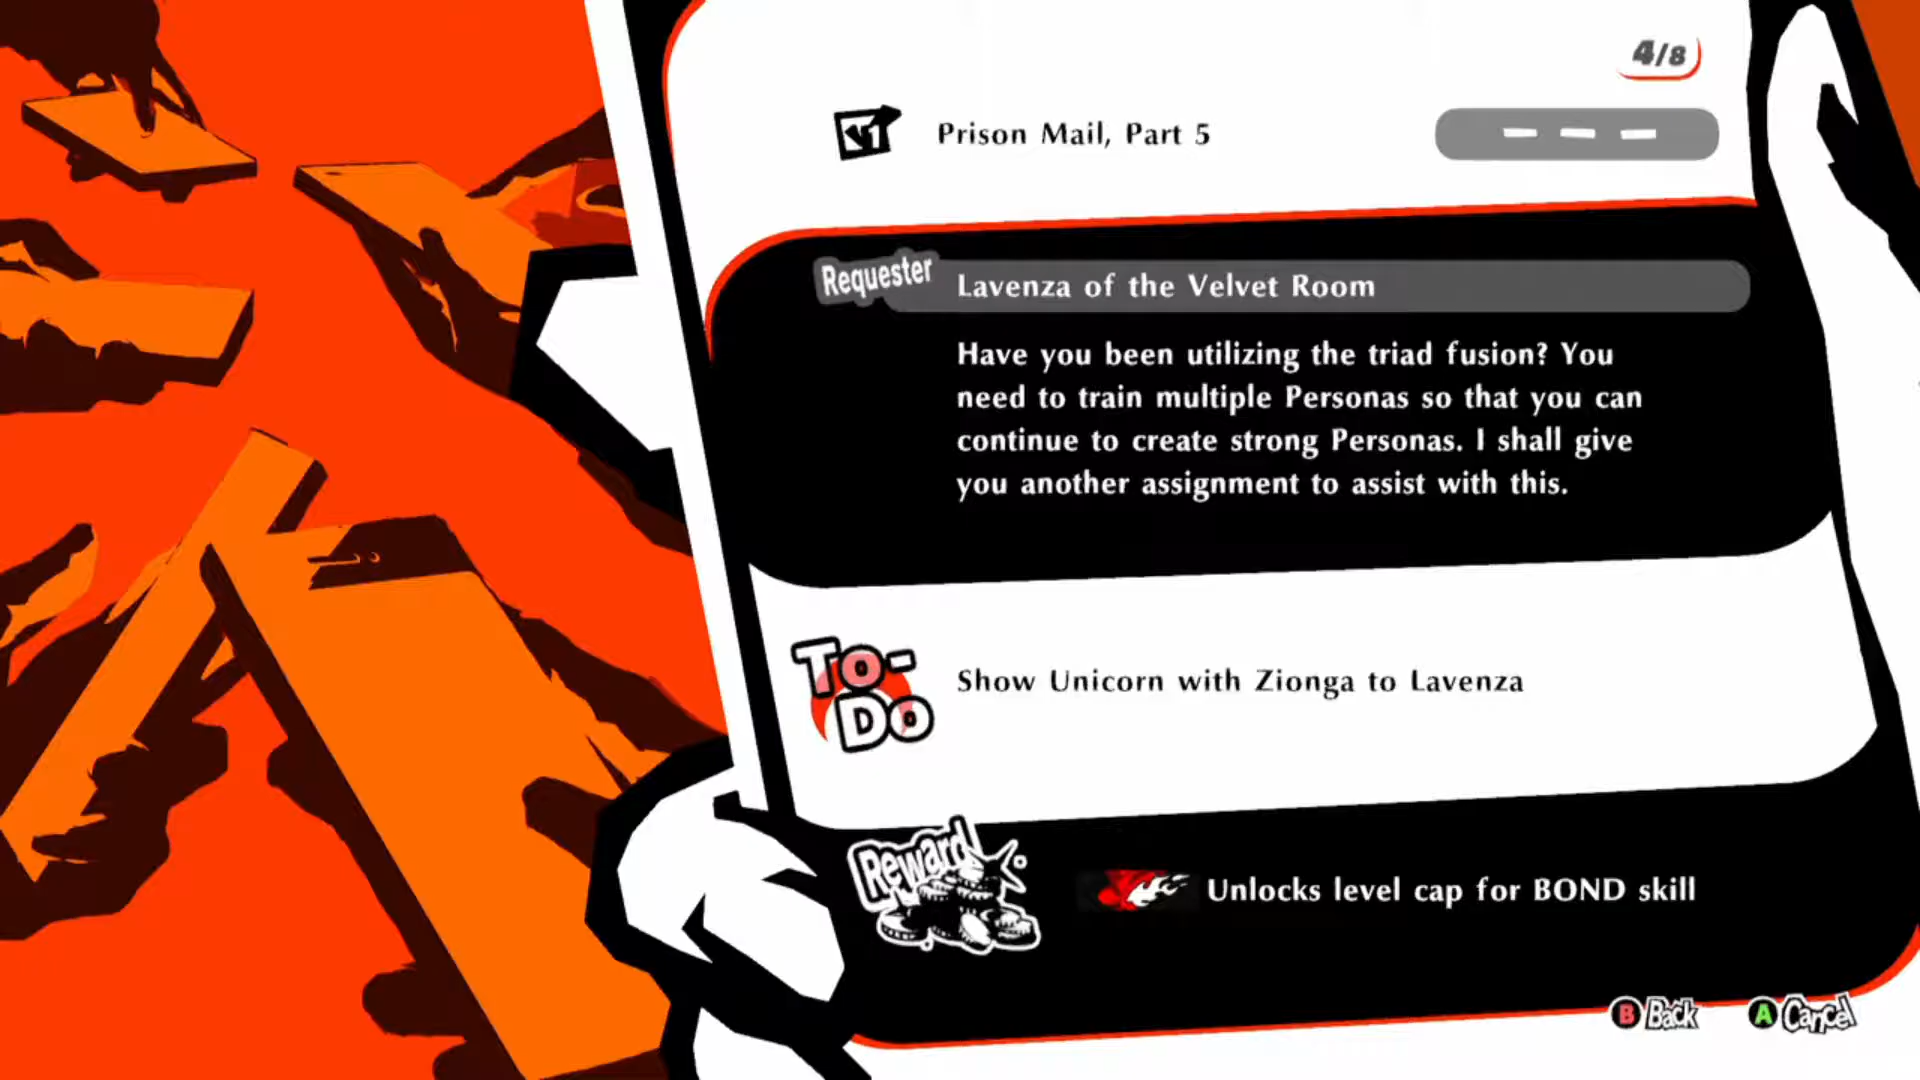 4/8
Prison Mail, Part 5
Requester
Lavenza of the Velvet Room
Have you been utilizing the triad fusion? You
need to train multiple Personas so that you can
continue to create strong Personas. I shall give
you another assignment to assist with this.
To-
Do
Show Unicorn with Zionga to Lavenza
Reward
Unlocks level cap for BOND skill
B Back
A Cancel